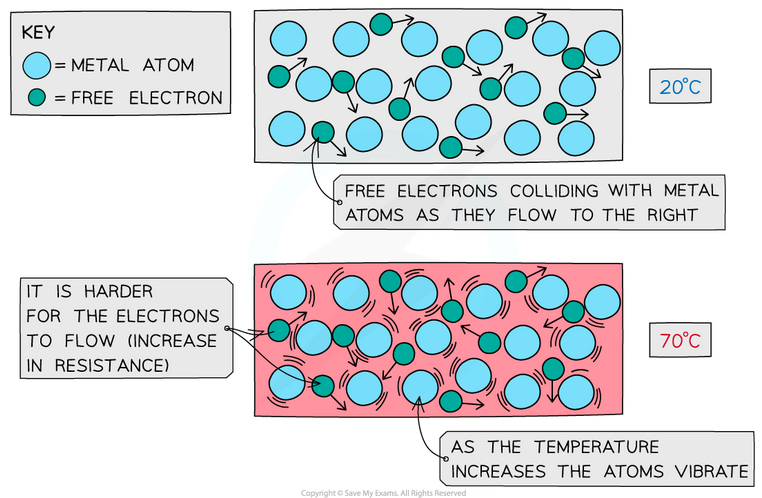 KEY
= METAL ATOM
= FREE ELECTRON
20°C
FREE ELECTRONS COLLIDING WITH METAL
ATOMS AS THEY FLOW TO THE RIGHT
IT IS HARDER
FOR THE ELECTRONS
TO FLOW (INCREASE
IN RESISTANCE)
70°C
AS THE TEMPERATURE
INCREASES THE ATOMS VIBRATE
Copyright © Save My Exams. All Rights Reserved